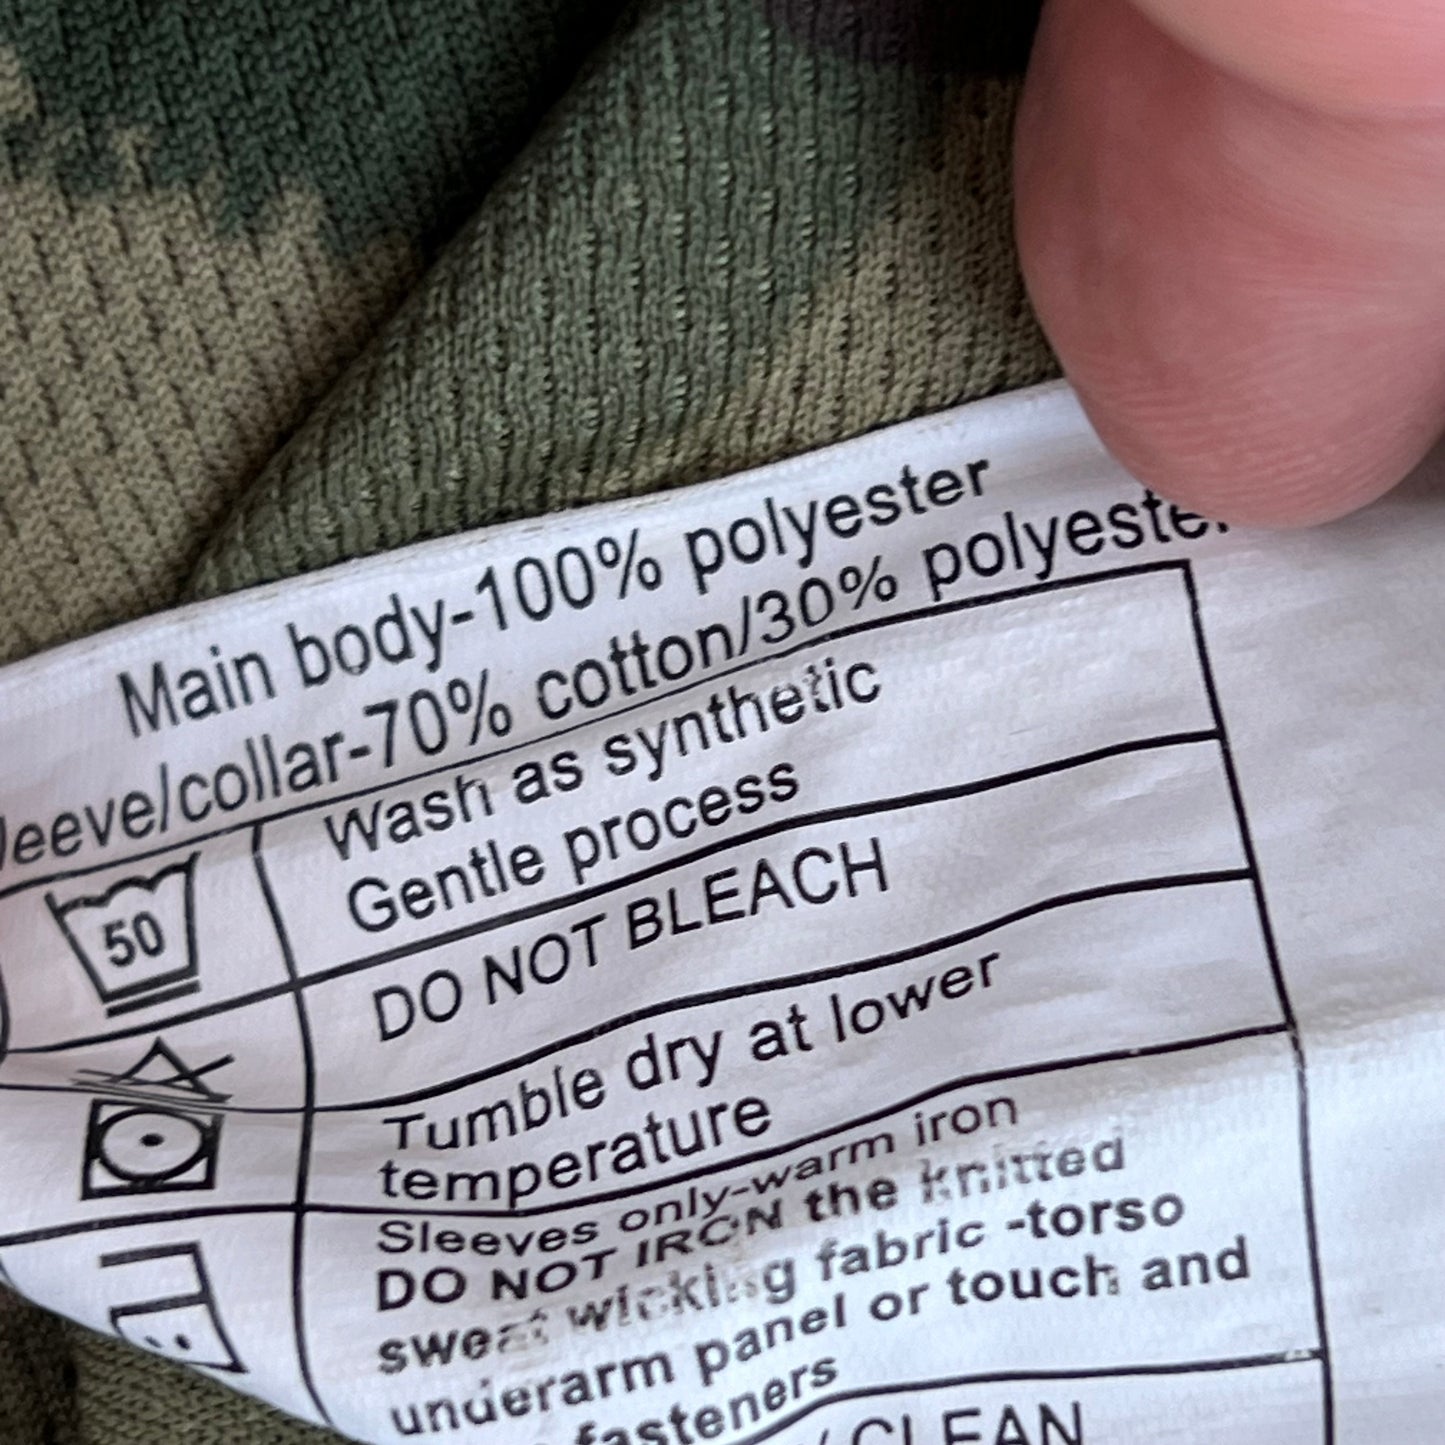 Main body-100% polyester
leeve/collar-70% cotton/30% polyester
50
Wash as synthetic
Gentle process
DO NOT BLEACH
Tumble dry at lower
temperature
Sleeves only-warm iron
DO NOT IRON the knitted
sweat wicking fabric -torso
underarm panel or touch and
fasteners
CLEAN